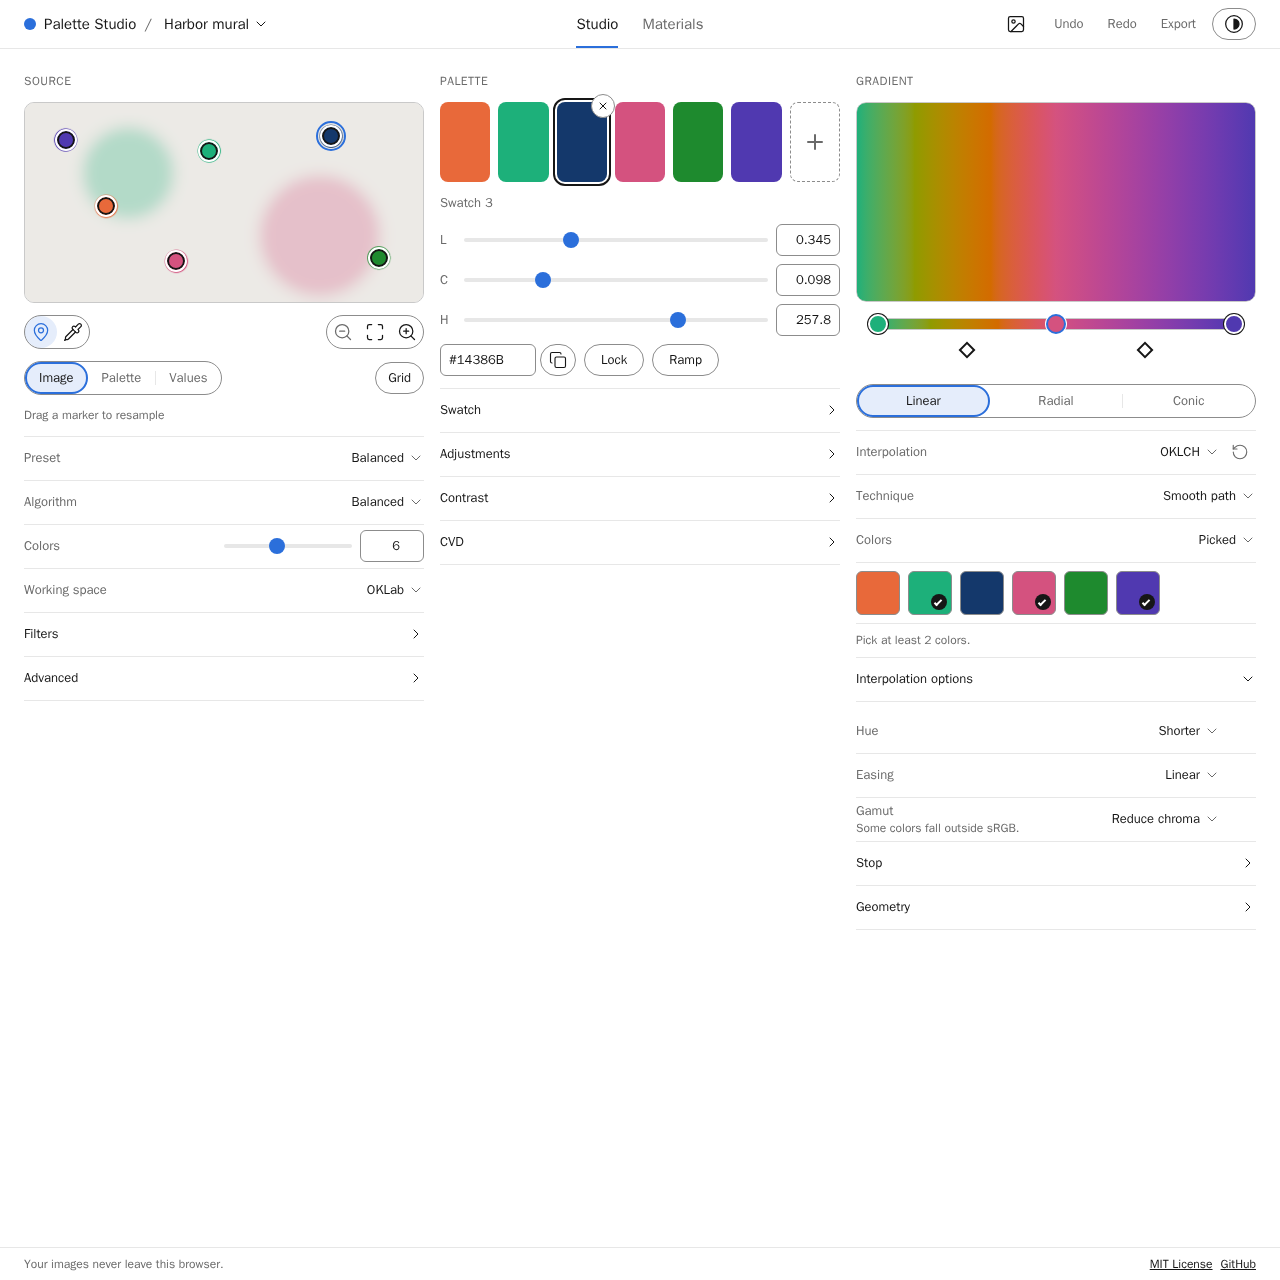 Palette Studio / Harbor mural
Studio
Materials
Undo
Redo
Export
SOURCE
Image
Palette
Values
Grid
Drag a marker to resample
Preset
Balanced
Algorithm
Balanced
Colors
6
Working space
OKLab
Filters
Advanced
PALETTE
Swatch 3
L
0.345
C
0.098
H
257.8
#14386B
Lock
Ramp
Swatch
Adjustments
Contrast
CVD
GRADIENT
Linear
Radial
Conic
Interpolation
OKLCH
Technique
Smooth path
Colors
Picked
Pick at least 2 colors.
Interpolation options
Hue
Shorter
Easing
Linear
Gamut
Some colors fall outside sRGB.
Reduce chroma
Stop
Geometry
Your images never leave this browser.
MIT License
GitHub